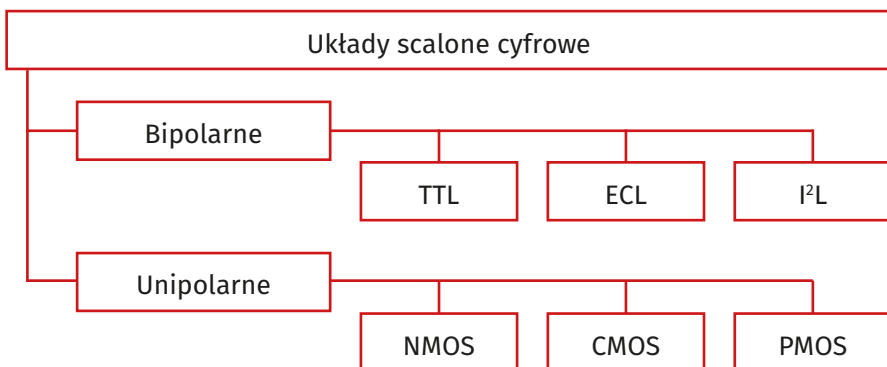 Układy scalone cyfrowe
Bipolarne
TTL
ECL
I²L
Unipolarne
NMOS
CMOS
PMOS